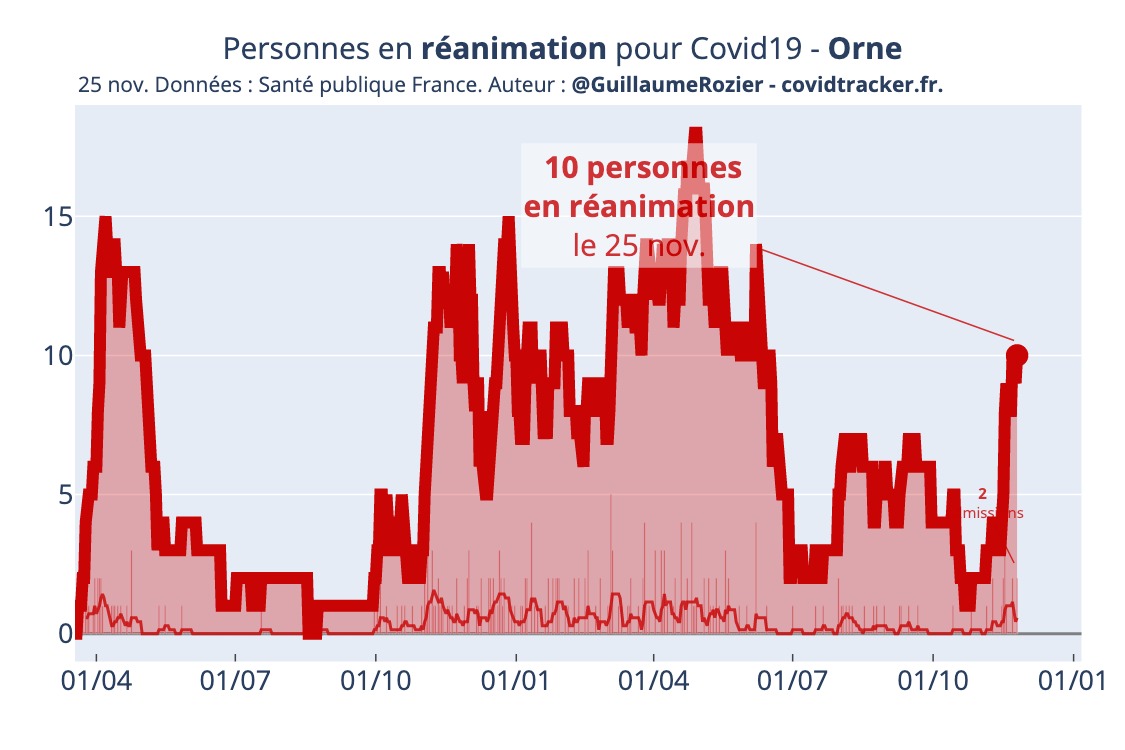 Personnes en réanimation pour Covid19 - Orne
25 nov. Données : Santé publique France. Auteur : @GuillaumeRozier - covidtracker.fr.
10 personnes
en réanimation
le 25 nov.
15
10
5
2
0
01/04 01/07 01/10 01/01 01/04 01/07 01/10 01/01